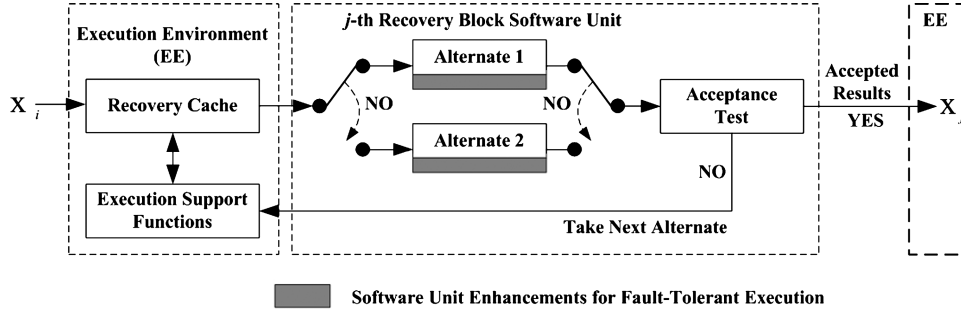 j-th Recovery Block Software Unit
EE
Execution Environment
(EE)
Alternate 1
Accepted
Results
X i
Recovery Cache
NO
NO
Acceptance
Test
YES
X
Alternate 2
NO
Execution Support
Functions
Take Next Alternate
Software Unit Enhancements for Fault-Tolerant Execution